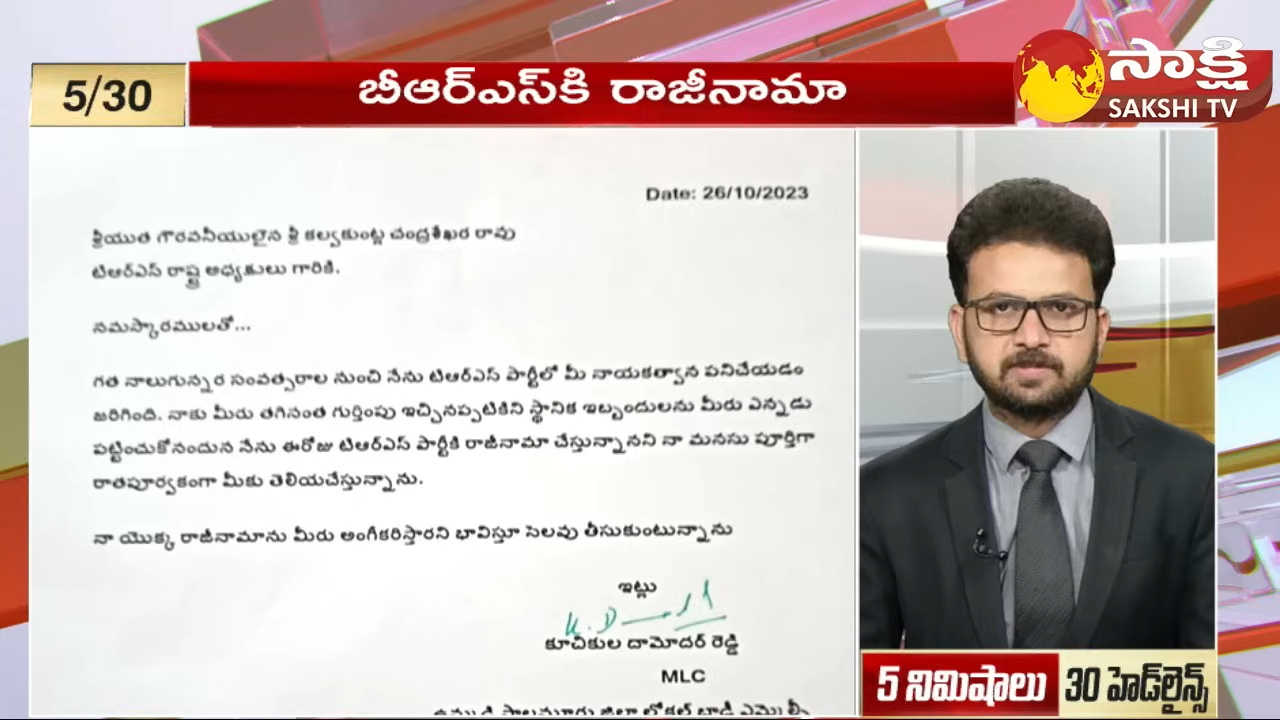 5/30
బీఆర్ఎస్‌కి రాజీనామా
సాక్షి
SAKSHI TV
Date: 26/10/2023
శ్రీయుత గౌరవనీయులైన శ్రీ కల్వకుంట్ల చంద్రశేఖర రావు
టిఆర్ఎస్ రాష్ట్ర అధ్యక్షులు గారికి.
నమస్కారములతో...
గత నాలుగున్నర సంవత్సరాల నుంచి నేను టిఆర్ఎస్ పార్టీలో మీ నాయకత్వాన పనిచేయడం
జరిగింది. నాకు మీరు తగినంత గుర్తింపు ఇచ్చినప్పటికిని స్థానిక ఇబ్బందులను మీరు ఎన్నడు
పట్టించుకోనందున నేను ఈరోజు టిఆర్ఎస్ పార్టీకి రాజీనామా చేస్తున్నానని నా మనసు పూర్తిగా
రాతపూర్వకంగా మీకు తెలియచేస్తున్నాను.
నా యొక్క రాజీనామాను మీరు అంగీకరిస్తారని భావిస్తూ సెలవు తీసుకుంటున్నాను
ఇట్లు
కూచికుల దామోదర్ రెడ్డి
MLC
5 నిమిషాలు
30 హెడ్‌లైన్స్